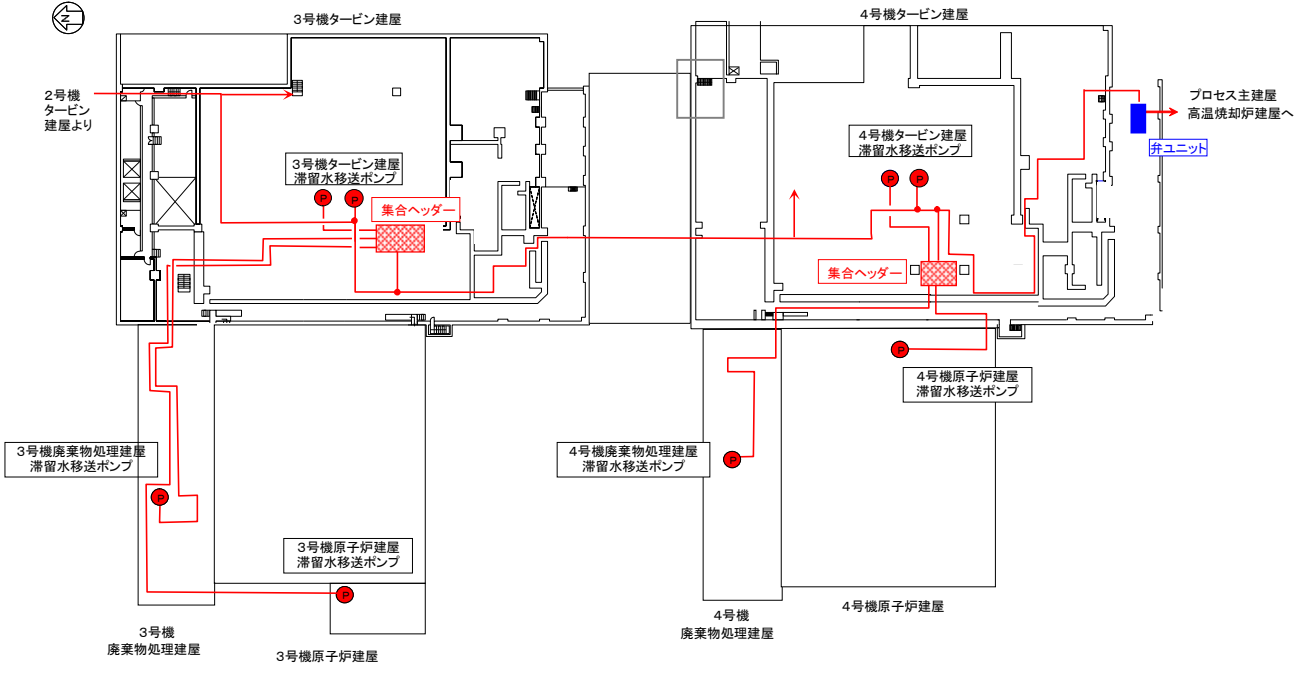 N
3号機タービン建屋
4号機タービン建屋
2号機
タービン
建屋より
プロセス主建屋
高温焼却炉建屋へ
弁ユニット
3号機タービン建屋
滞留水移送ポンプ
4号機タービン建屋
滞留水移送ポンプ
P
P
P
P
集合ヘッダー
集合ヘッダー
P
4号機原子炉建屋
滞留水移送ポンプ
3号機廃棄物処理建屋
滞留水移送ポンプ
4号機廃棄物処理建屋
滞留水移送ポンプ
P
P
3号機原子炉建屋
滞留水移送ポンプ
P
3号機
廃棄物処理建屋
3号機原子炉建屋
4号機
廃棄物処理建屋
4号機原子炉建屋